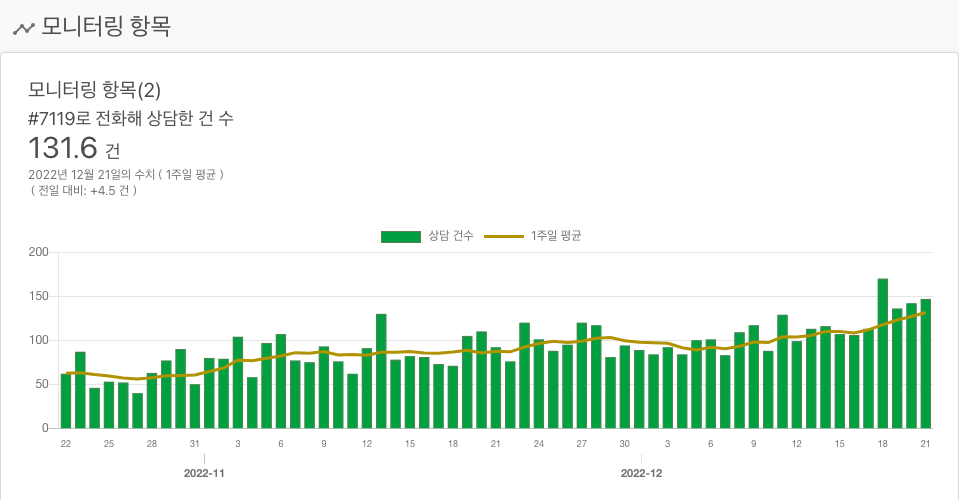 모니터링 항목
모니터링 항목(2)
#7119로 전화해 상담한 건 수
131.6 건
2022년 12월 21일의 수치 ( 1주일 평균 )
( 전일 대비: +4.5 건 )
상담 건수 1주일 평균
200
150
100
50
0
22 25 28 31 3 6 9 12 15 18 21 24 27 30 3 6 9 12 15 18 21
2022-11 2022-12